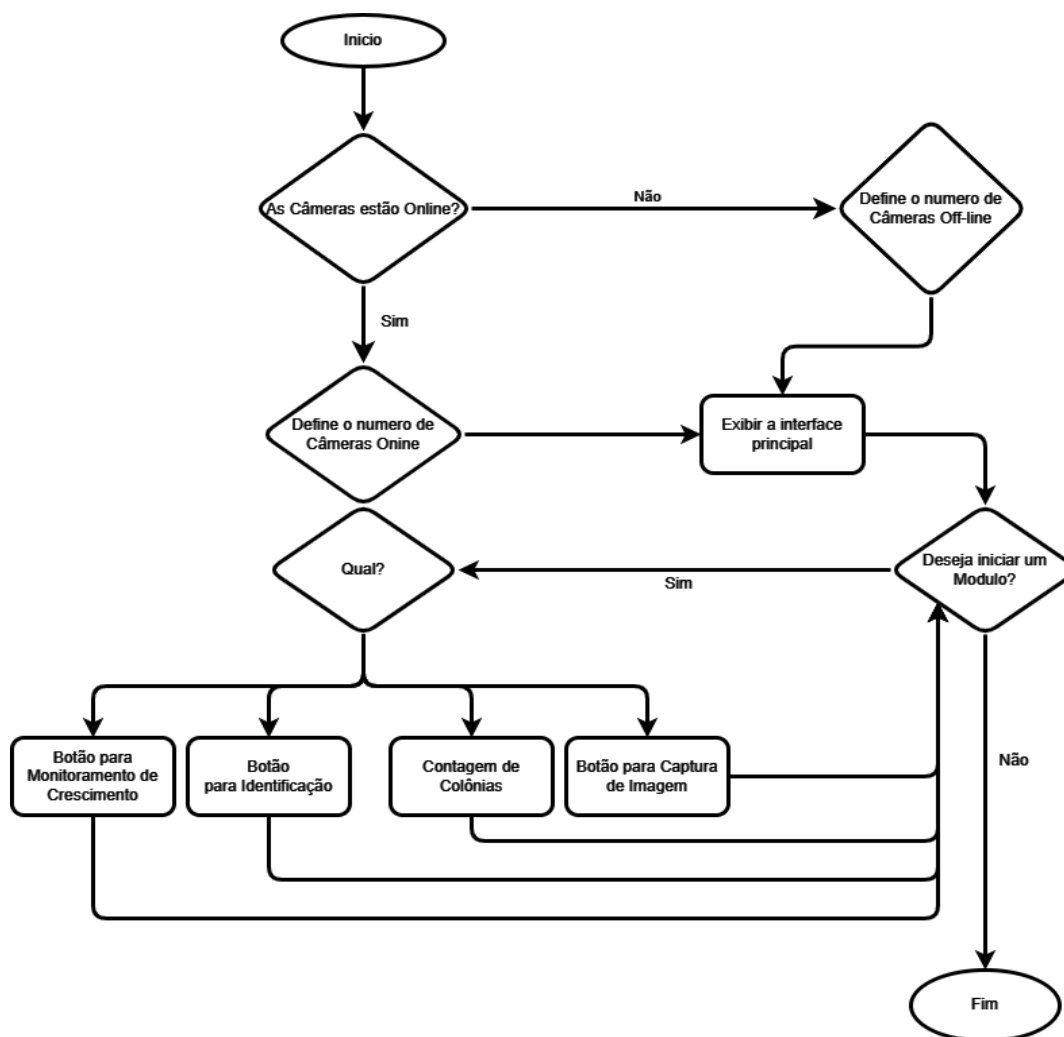 Inicio
As Câmeras estão Online?
Não
Define o numero de
Câmeras Off-line
Sim
Define o numero de
Câmeras Onine
Exibir a interface
principal
Qual?
Sim
Deseja iniciar um
Modulo?
Botão para
Monitoramento de
Crescimento
Botão
para Identificação
Contagem de
Colônias
Botão para Captura
de Imagem
Não
Fim